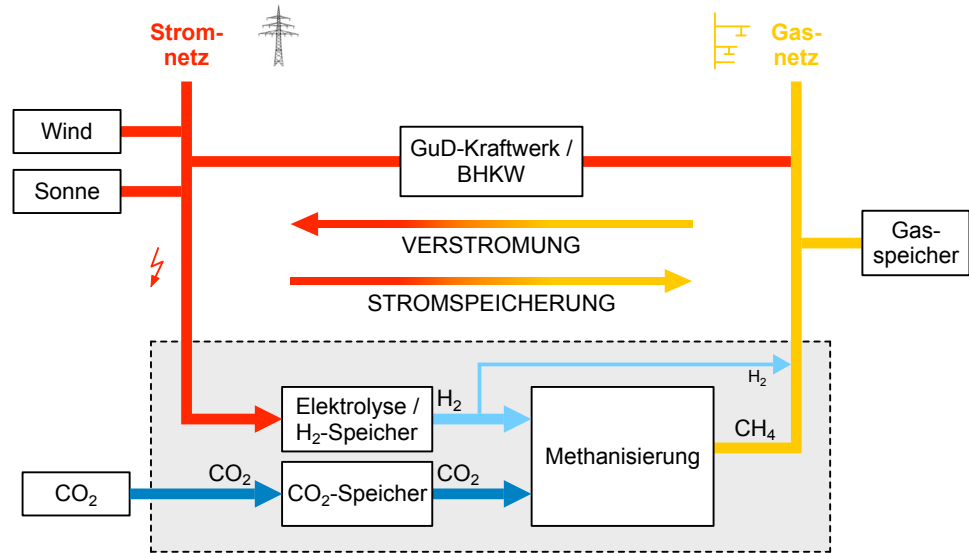 Strom-
netz
Gas-
netz
Wind
GuD-Kraftwerk /
BHKW
Sonne
VERSTROMUNG
Gas-
speicher
STROMSPEICHERUNG
H₂
Elektrolyse /
H₂-Speicher
H₂
CH₄
Methanisierung
CO₂
CO₂
CO₂-Speicher
CO₂